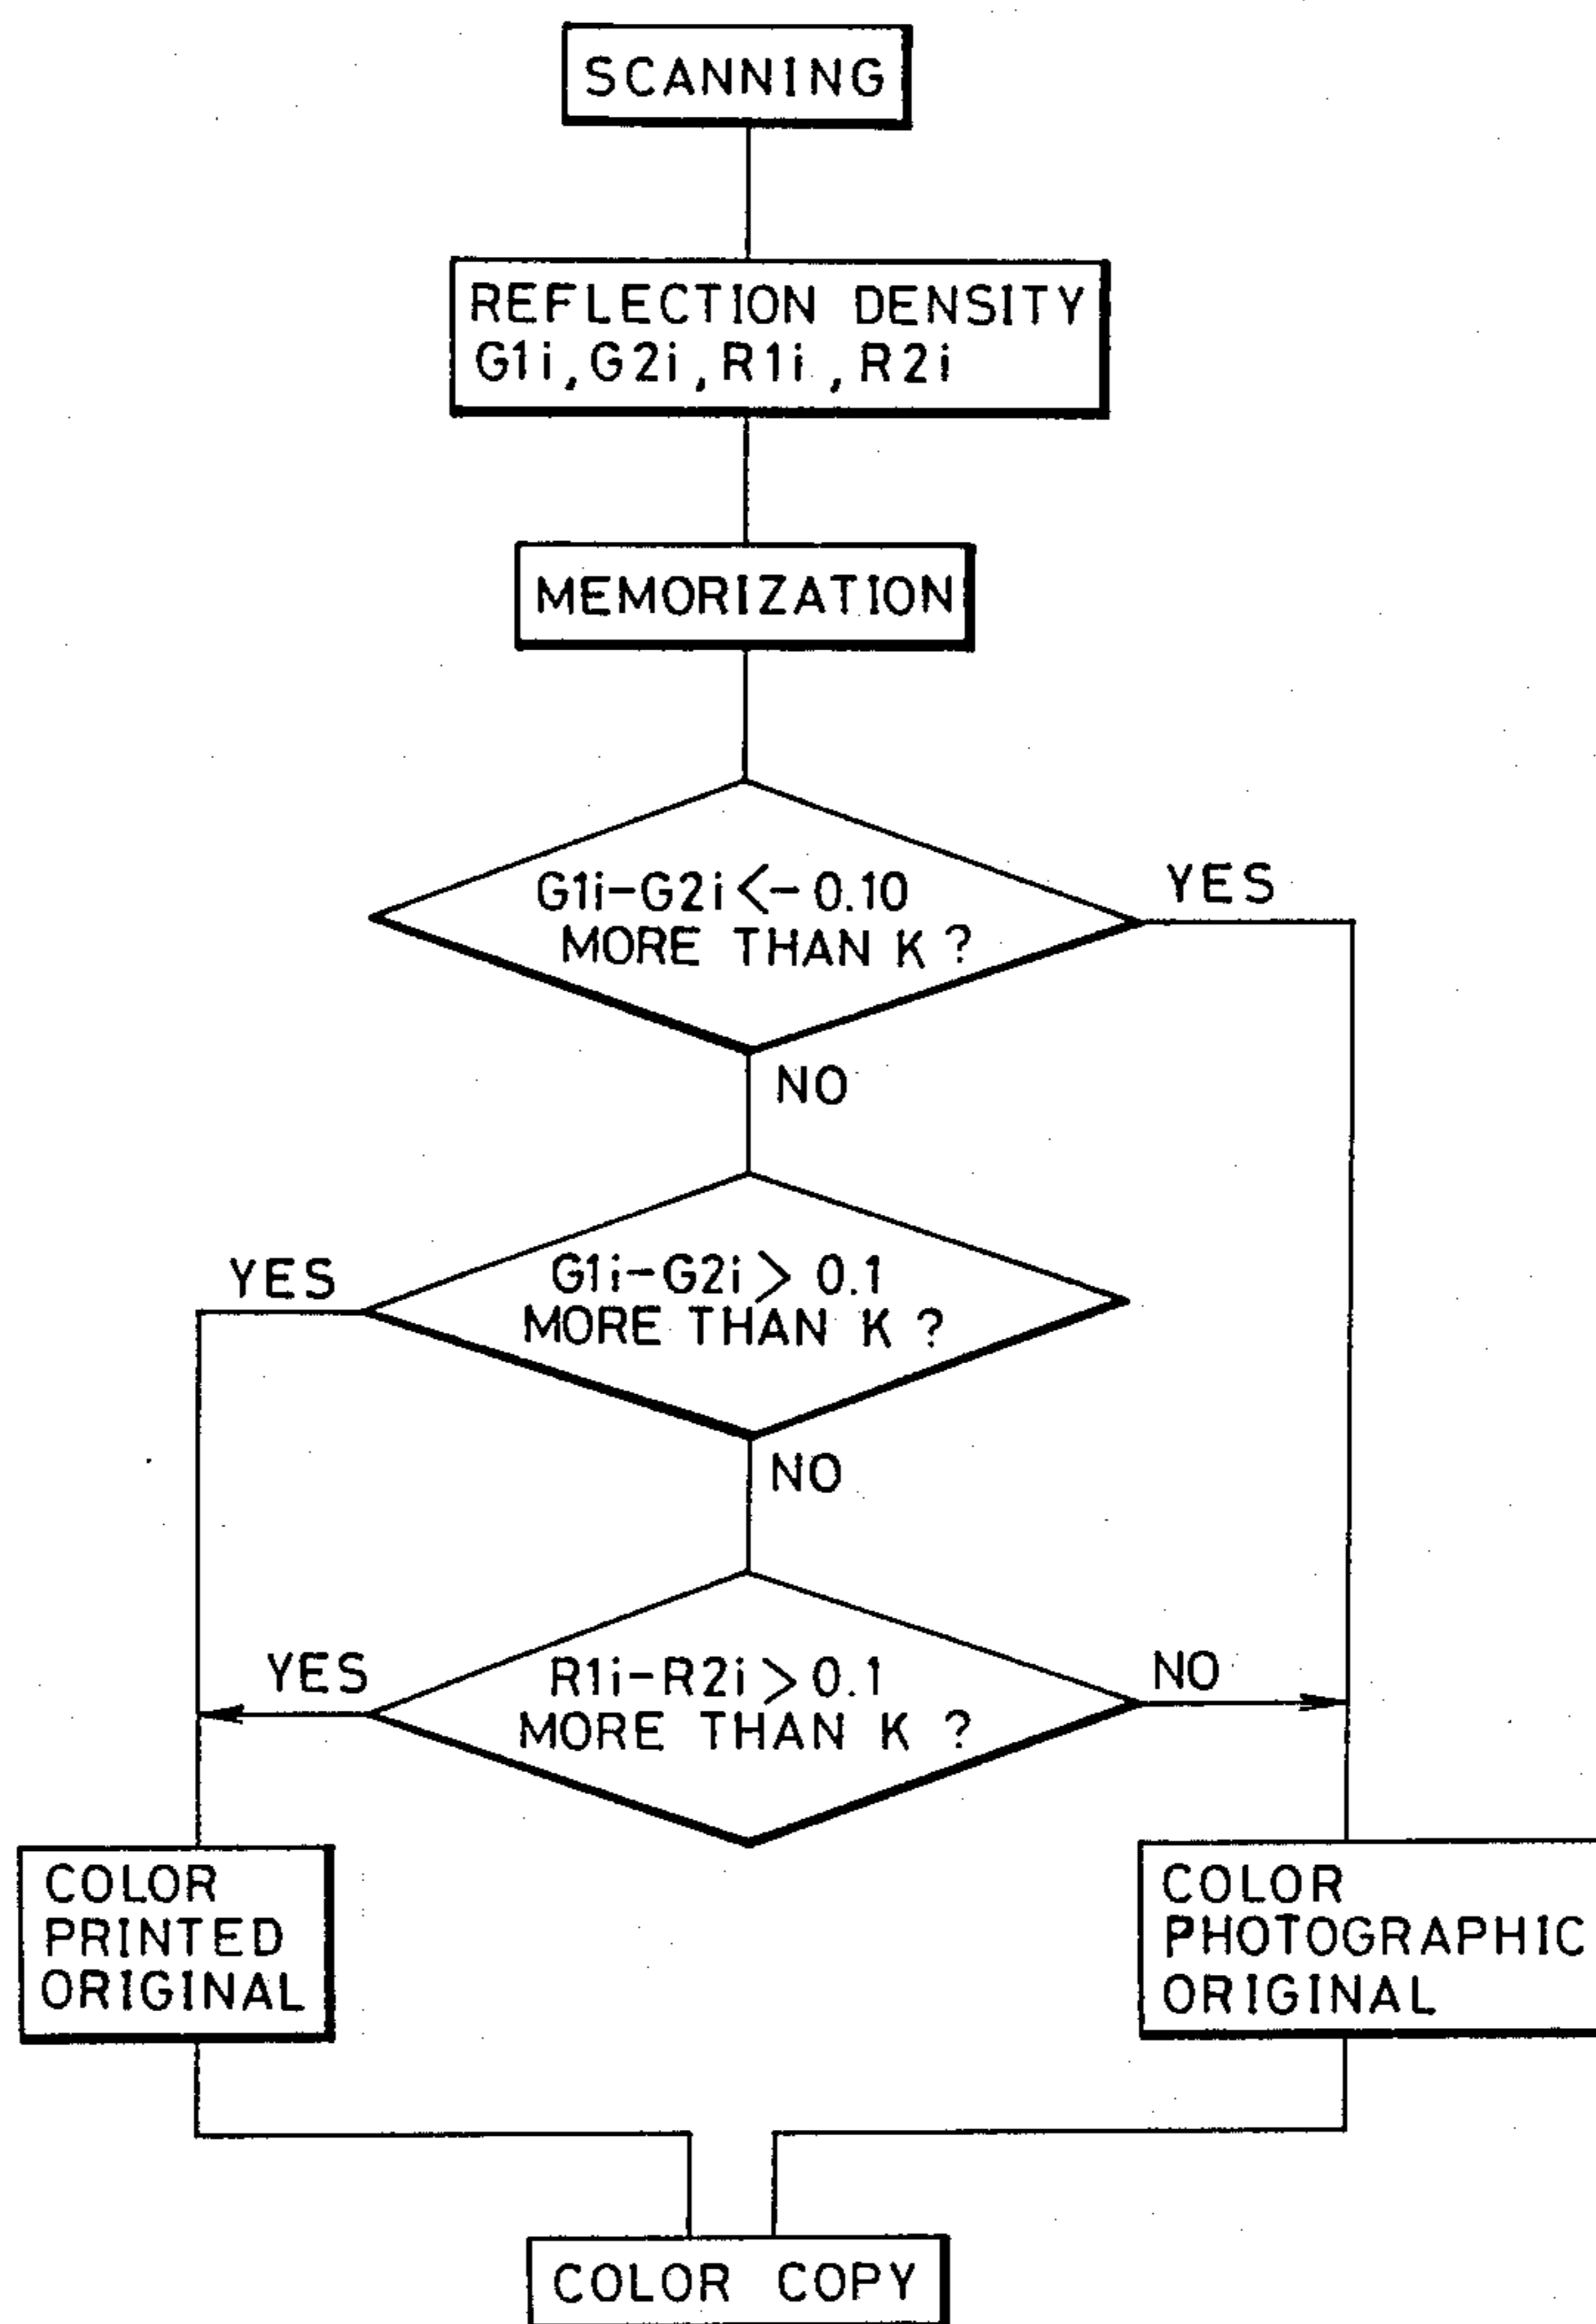 SCANNING
REFLECTION DENSITY
G1i, G2i, R1i, R2i
MEMORIZATION
G1i-G2i<-0.10
MORE THAN K ?
YES
NO
G1i-G2i> 0.1
MORE THAN K ?
YES
NO
R1i-R2i>0.1
MORE THAN K ?
YES
NO
COLOR
PRINTED
ORIGINAL
COLOR
PHOTOGRAPHIC
ORIGINAL
COLOR COPY